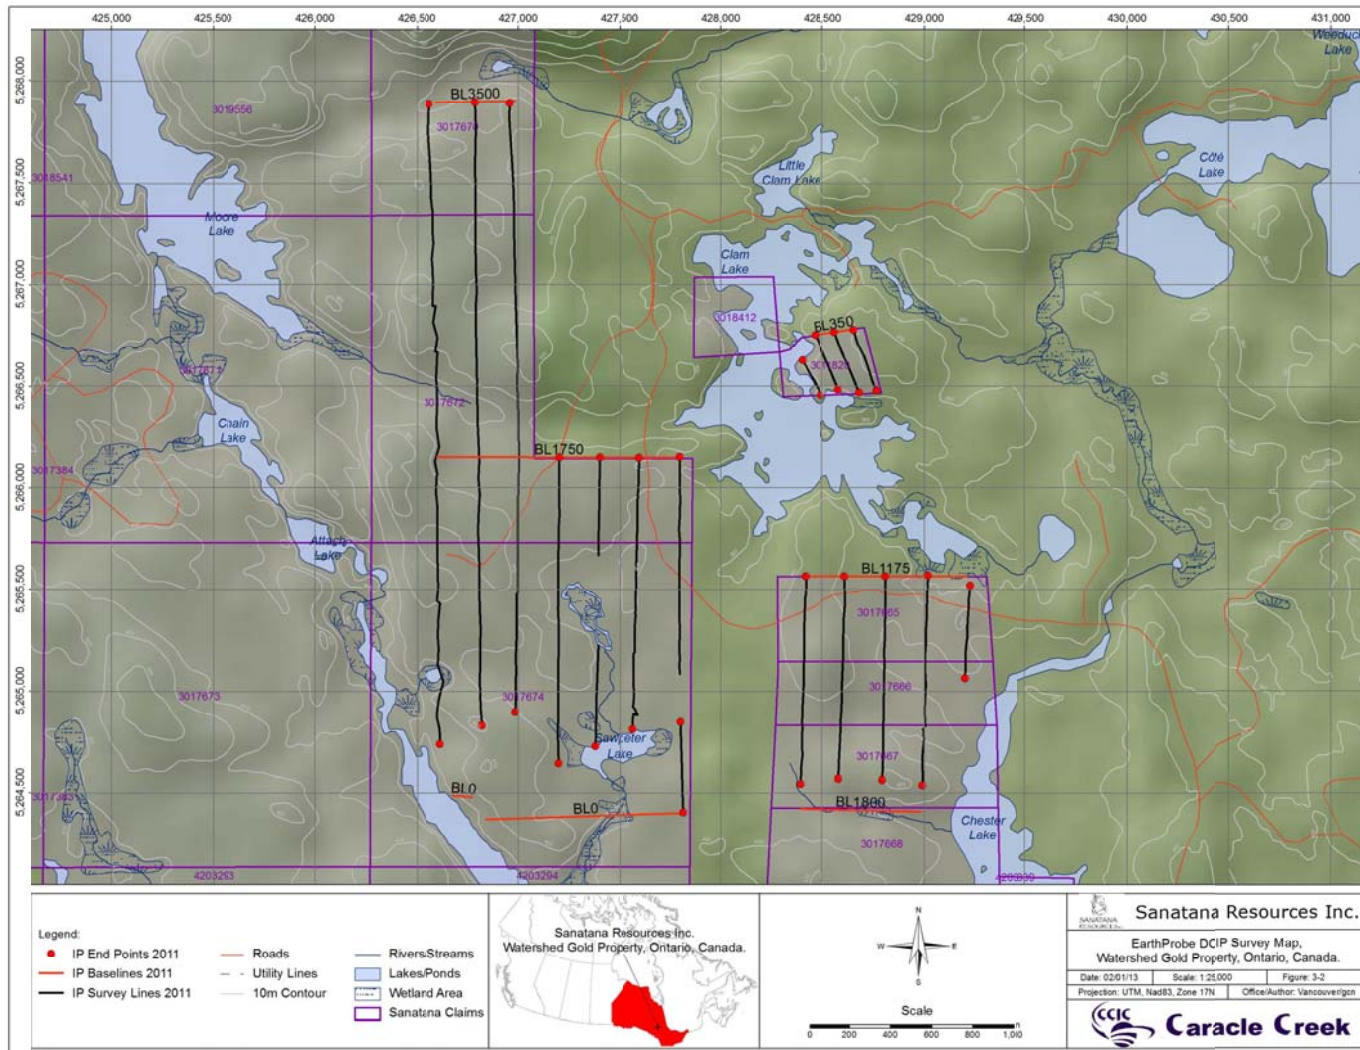 425,000 425,500 426,000 426,500 427,000 427,500 428,000 428,500 429,000 429,500 430,000 430,500 431,000
5,268,000
5,267,500
5,267,000
5,266,500
5,266,000
5,265,500
5,265,000
5,264,500
Lake
BL3500
3019556
3017670
Little
Clam Lake
Côté
Lake
3018541
Moore
Lake
Clam
Lake
3018412
BL350
3017671
3017672
Chain
Lake
BL1750
3017384
Attach
Lake
BL1175
3017665
3017673
3017674
3017666
Lake
3017667
BL0
BL0
BL1800
Chester
Lake
3017383
3017668
4203293
4203294
Legend:
IP End Points 2011
IP Baselines 2011
IP Survey Lines 2011
Roads
Utility Lines
10m Contour
Rivers Streams
Lakes/Ponds
Wetland Area
Sanatana Claims
Sanatana Resources Inc.
Watershed Gold Property, Ontario, Canada.
N
W E
S
Scale
0 200 400 600 800 1,000
m
SANATANA
RESOURCES Inc.
Sanatana Resources Inc.
EarthProbe DCIP Survey Map,
Watershed Gold Property, Ontario, Canada.
Date: 02/01/13 Scale: 1:25,000 Figure: 3-2
Projection: UTM, Nad83, Zone 17N Office/Author: Vancouver/gcn
CCIC
Caracle Creek